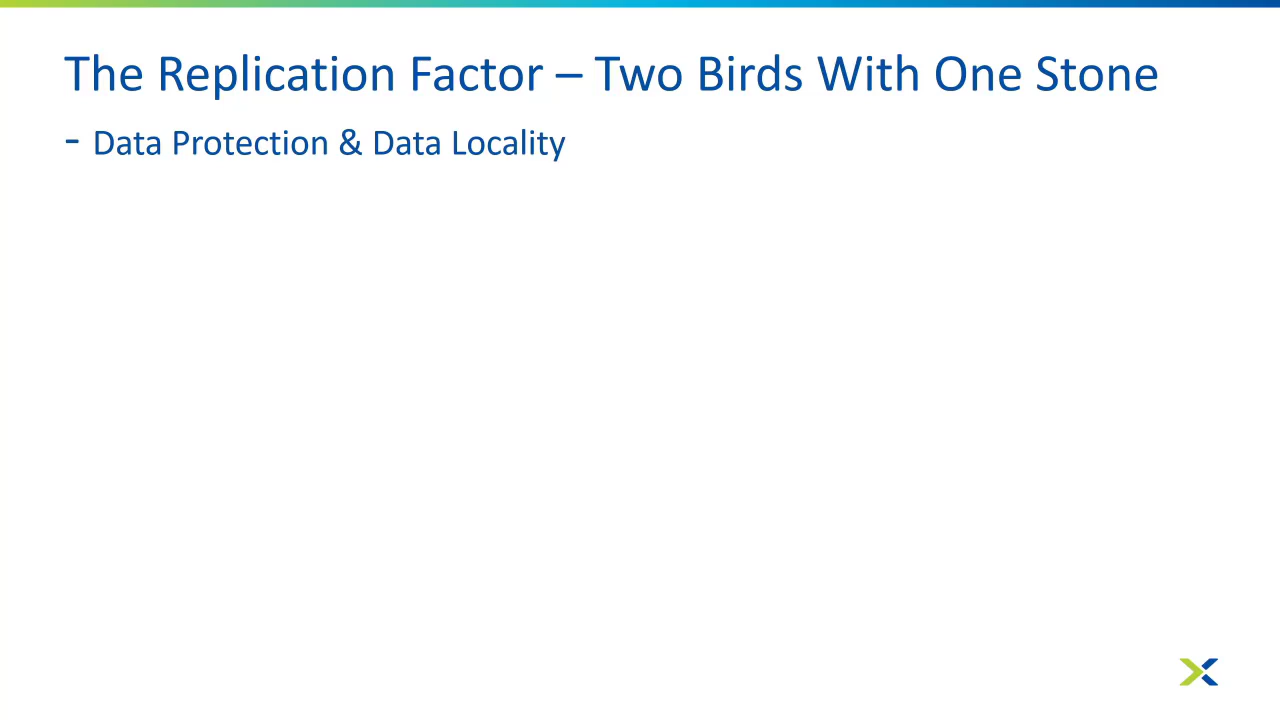 The Replication Factor – Two Birds With One Stone
- Data Protection & Data Locality